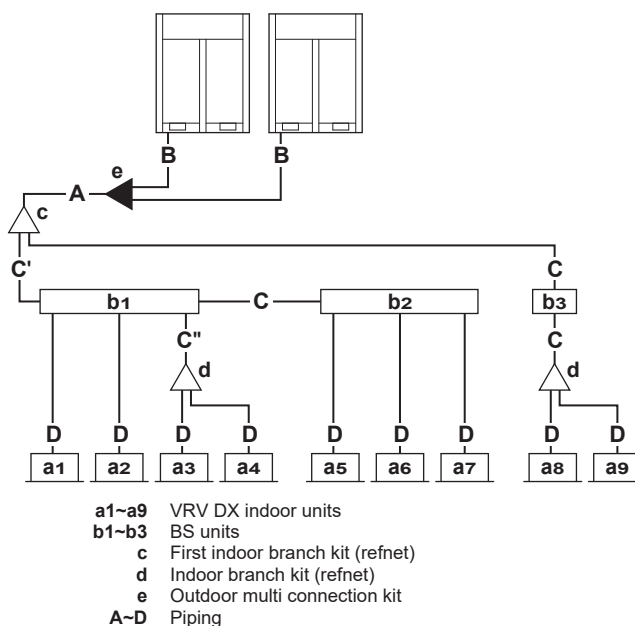 B B
e
A
c
C' C
b1 C b2 b3
C" C
d d
D D D D D D D D D
a1 a2 a3 a4 a5 a6 a7 a8 a9
a1~a9 VRV DX indoor units
b1~b3 BS units
c First indoor branch kit (refnet)
d Indoor branch kit (refnet)
e Outdoor multi connection kit
A~D Piping